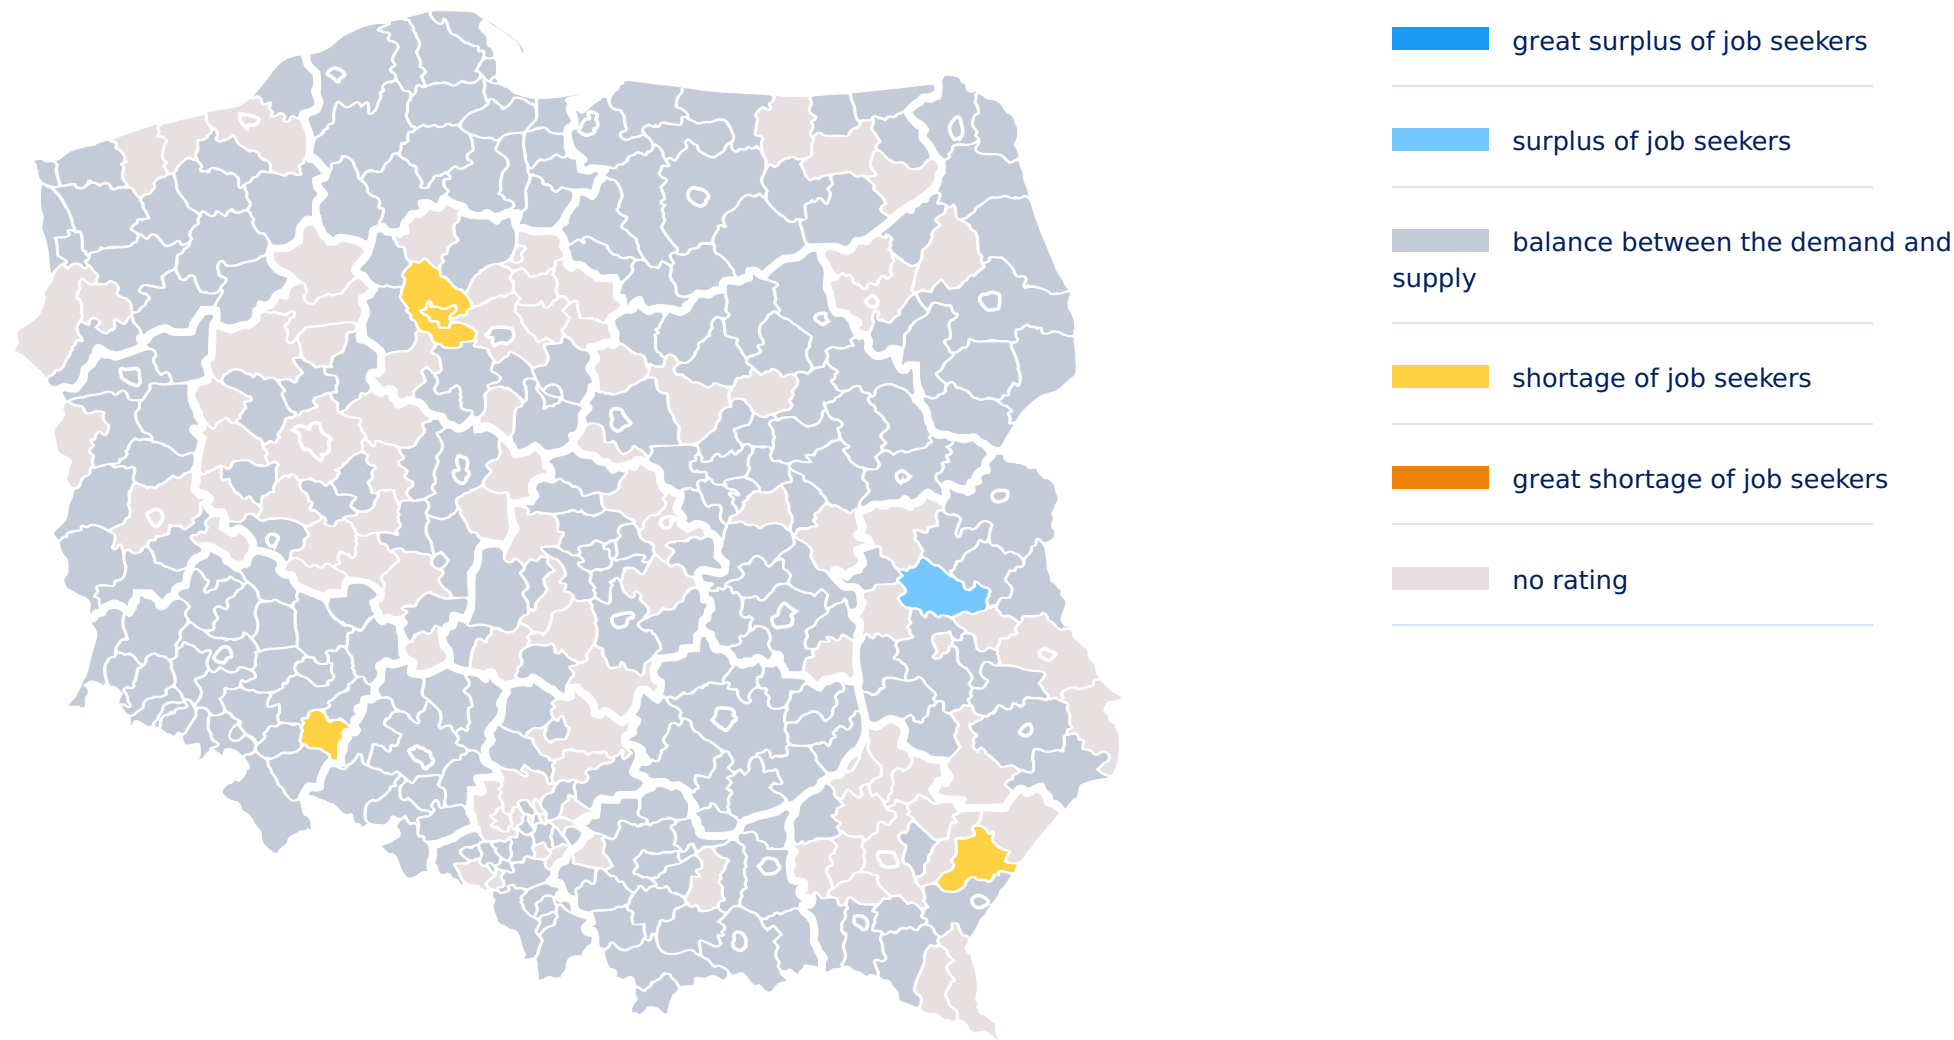 great surplus of job seekers
surplus of job seekers
balance between the demand and
supply
shortage of job seekers
great shortage of job seekers
no rating